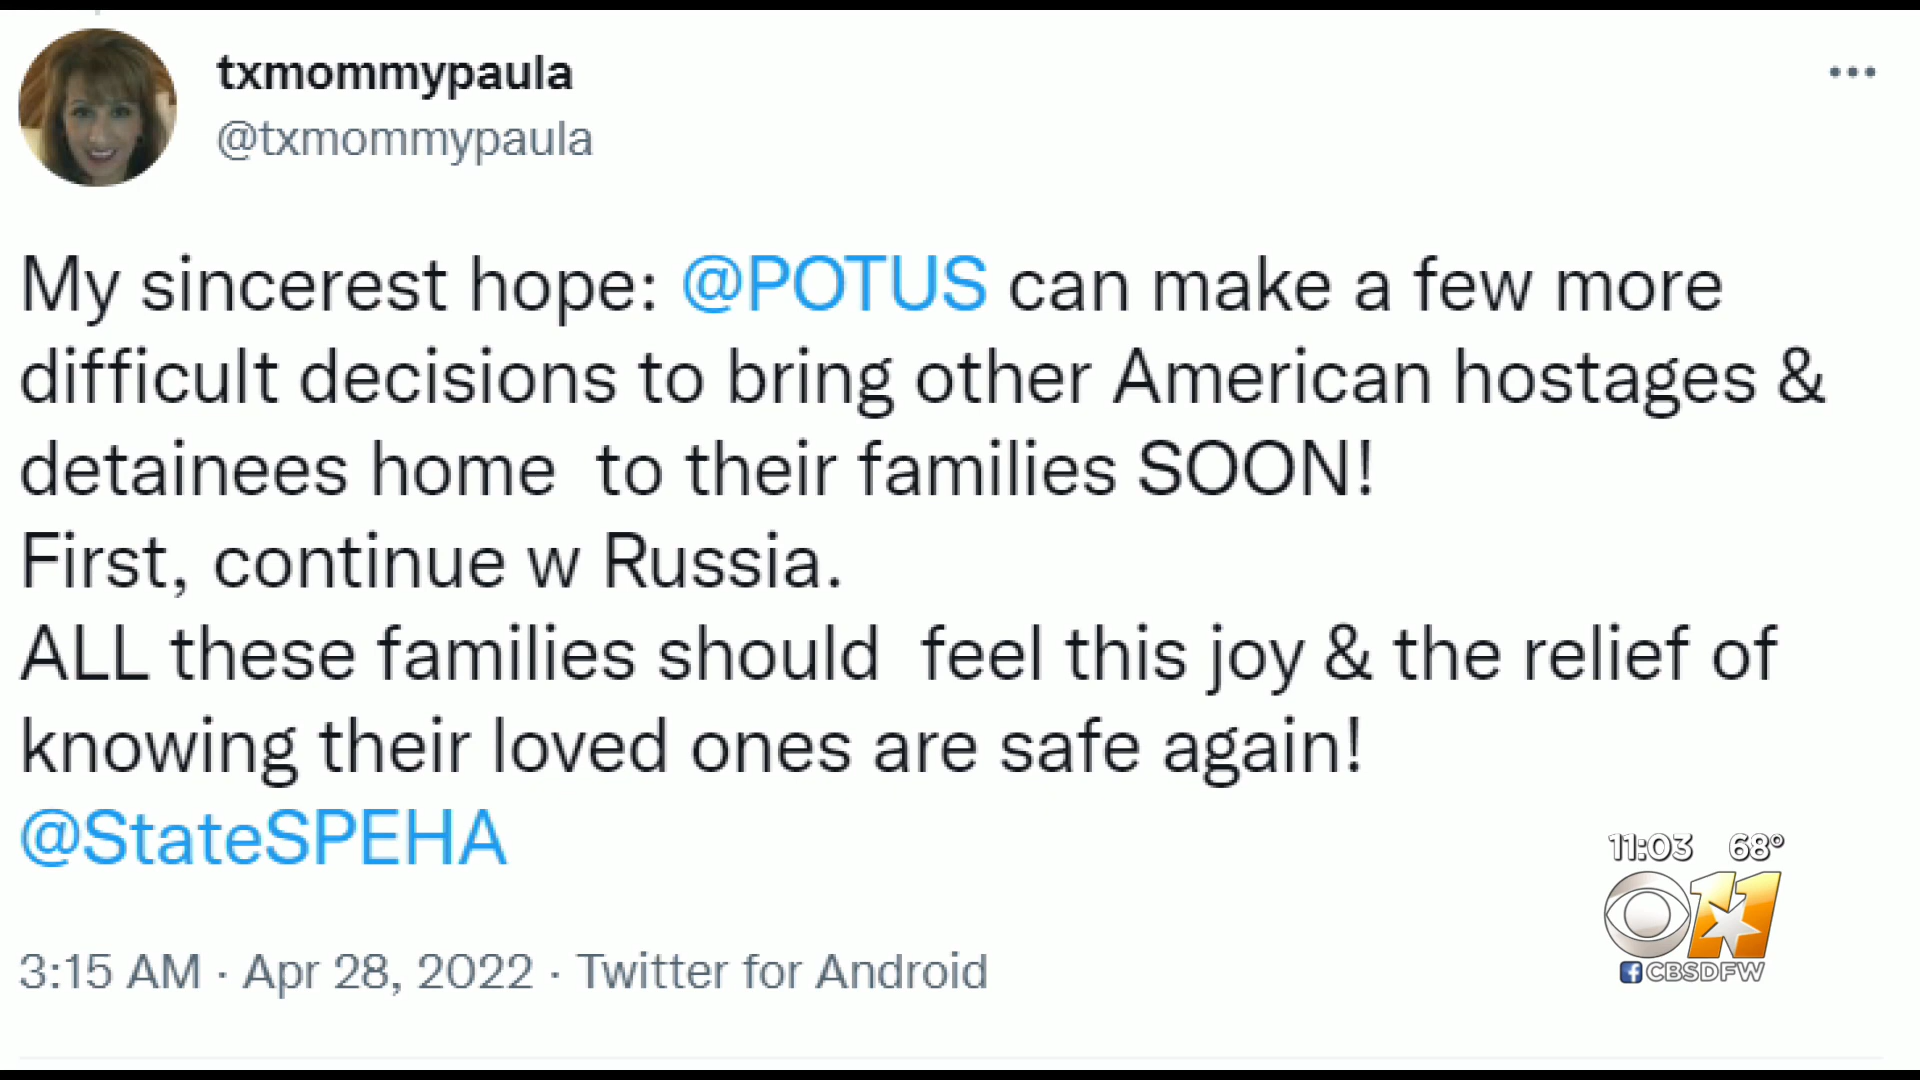 txmommypaula
@txmommypaula
My sincerest hope: @POTUS can make a few more
difficult decisions to bring other American hostages &
detainees home  to their families SOON!
First, continue w Russia.
ALL these families should  feel this joy & the relief of
knowing their loved ones are safe again!
@StateSPEHA
3:15 AM · Apr 28, 2022 · Twitter for Android
11:03 68°
11
CBSDFW